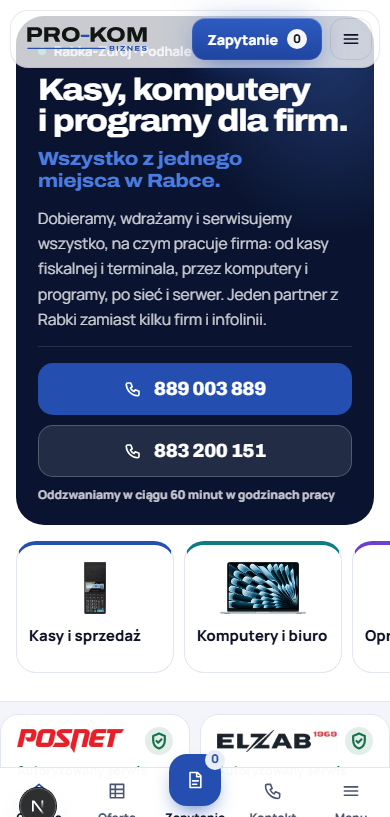 PRO-KOM
BIZNES
Zapytanie 0
Rabka-Zdrój · Podhale
Kasy, komputery
i programy dla firm.
Wszystko z jednego
miejsca w Rabce.
Dobieramy, wdrażamy i serwisujemy
wszystko, na czym pracuje firma: od kasy
fiskalnej i terminala, przez komputery i
programy, po sieć i serwer. Jeden partner z
Rabki zamiast kilku firm i infolinii.
889 003 889
883 200 151
Oddzwaniamy w ciągu 60 minut w godzinach pracy
Kasy i sprzedaż
Komputery i biuro
Opr
POSNET
ELZAB 1969
0
N
Oferta
Zapytanie
Kontakt
Menu